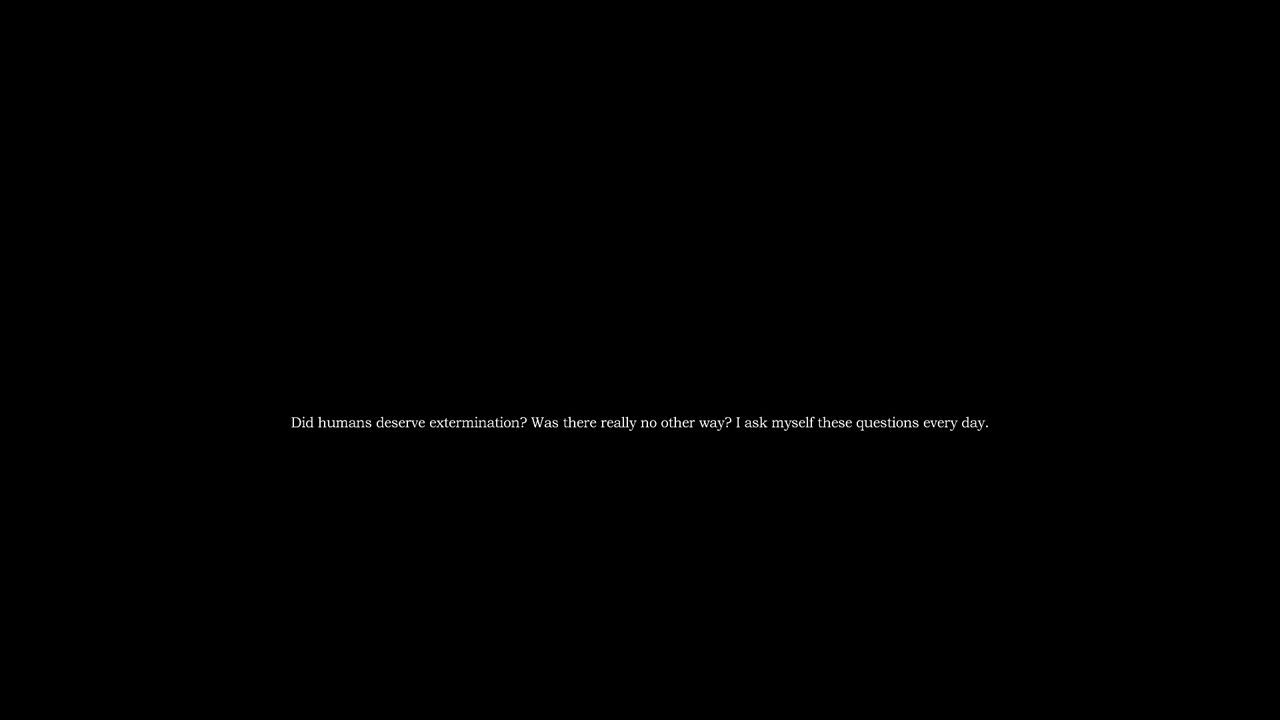 Did humans deserve extermination? Was there really no other way? I ask myself these questions every day.